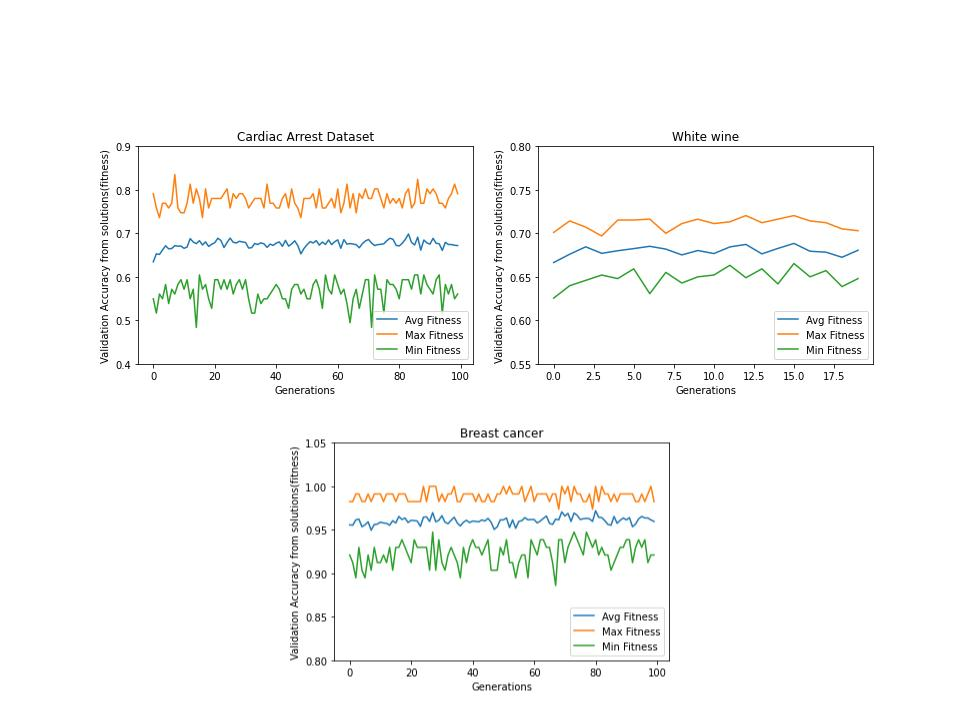 Cardiac Arrest Dataset
Validation Accuracy from solutions(fitness)
0.9
0.8
0.7
0.6
0.5
0.4
0
20
40
60
80
100
Generations
Avg Fitness
Max Fitness
Min Fitness
White wine
Validation Accuracy from solutions(fitness)
0.80
0.75
0.70
0.65
0.60
0.55
0.0
2.5
5.0
7.5
10.0
12.5
15.0
17.5
Generations
Avg Fitness
Max Fitness
Min Fitness
Breast cancer
Validation Accuracy from solutions(fitness)
1.05
1.00
0.95
0.90
0.85
0.80
0
20
40
60
80
100
Generations
Avg Fitness
Max Fitness
Min Fitness